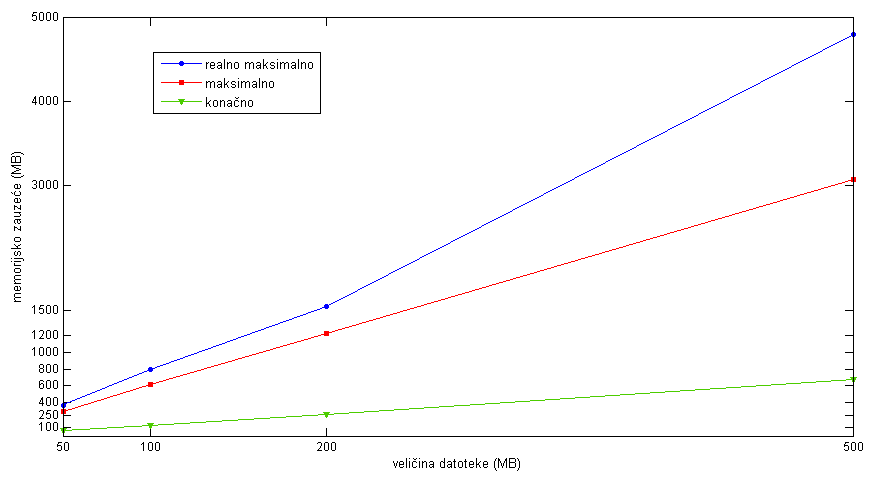 5000
4000
3000
1500
1200
1000
800
600
400
250
100
memorijsko zauzeće (MB)
realno maksimalno
maksimalno
konačno
50 100 200 500
veličina datoteke (MB)